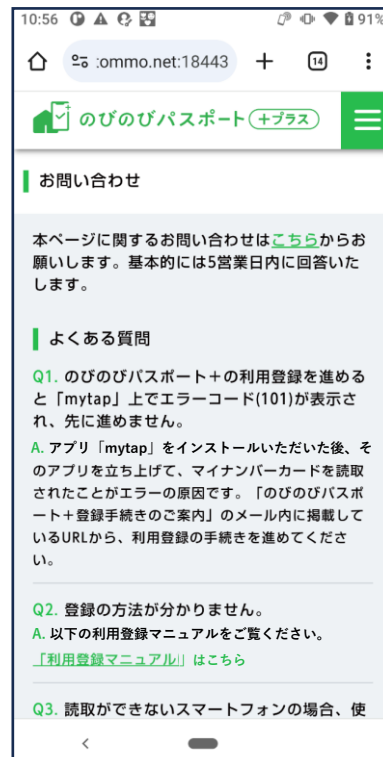 10:56
91%
:ommo.net:18443
14
のびのびパスポート +プラス
お問い合わせ
本ページに関するお問い合わせはこちらからお
願いします。基本的には5営業日内に回答いた
します。
よくある質問
Q1. のびのびパスポート+の利用登録を進める
と「mytap」上でエラーコード(101)が表示さ
れ、先に進めません。
A. アプリ「mytap」をインストールいただいた後、そ
のアプリを立ち上げて、マイナンバーカードを読取
されたことがエラーの原因です。「のびのびパスポ
ート+登録手続きのご案内」のメール内に掲載して
いるURLから、利用登録の手続きを進めてくださ
い。
Q2. 登録の方法が分かりません。
A. 以下の利用登録マニュアルをご覧ください。
「利用登録マニュアル」はこちら
Q3. 読取ができないスマートフォンの場合、使